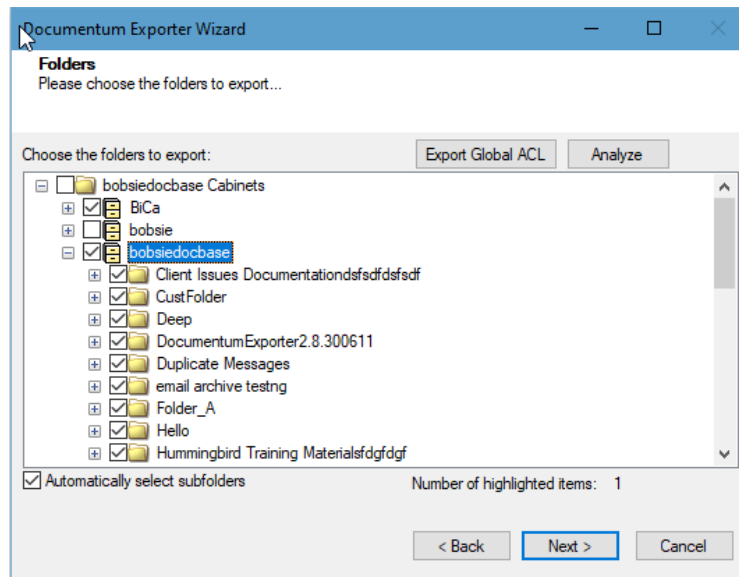 Documentum Exporter Wizard
Folders
Please choose the folders to export...
Choose the folders to export:
Export Global ACL
Analyze
bobsiedocbase Cabinets
BiCa
bobsie
bobsiedocbase
Client Issues Documentationdsfsdfdsfsdf
CustFolder
Deep
DocumentumExporter2.8.300611
Duplicate Messages
email archive testng
Folder_A
Hello
Hummingbird Training Materialsfdgfdgf
Automatically select subfolders
Number of highlighted items: 1
< Back
Next >
Cancel